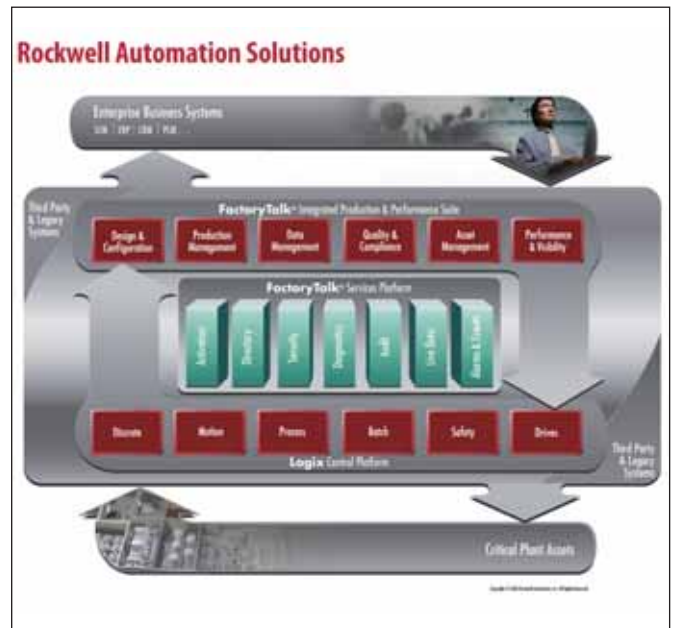 Rockwell Automation Solutions
Enterprise Business Systems
SCM | ERP | CRM | PLM
Third Party
& Legacy
Systems
FactoryTalk® Integrated Production & Performance Suite
Design &
Configuration
Production
Management
Data
Management
Quality &
Compliance
Asset
Management
Performance
& Visibility
FactoryTalk® Services Platform
Activation
Directory
Security
Diagnostics
Audit
Live Data
Alarms & Events
Discrete
Motion
Process
Batch
Safety
Drives
Logix Control Platform
Third Party
& Legacy
Systems
Critical Plant Assets